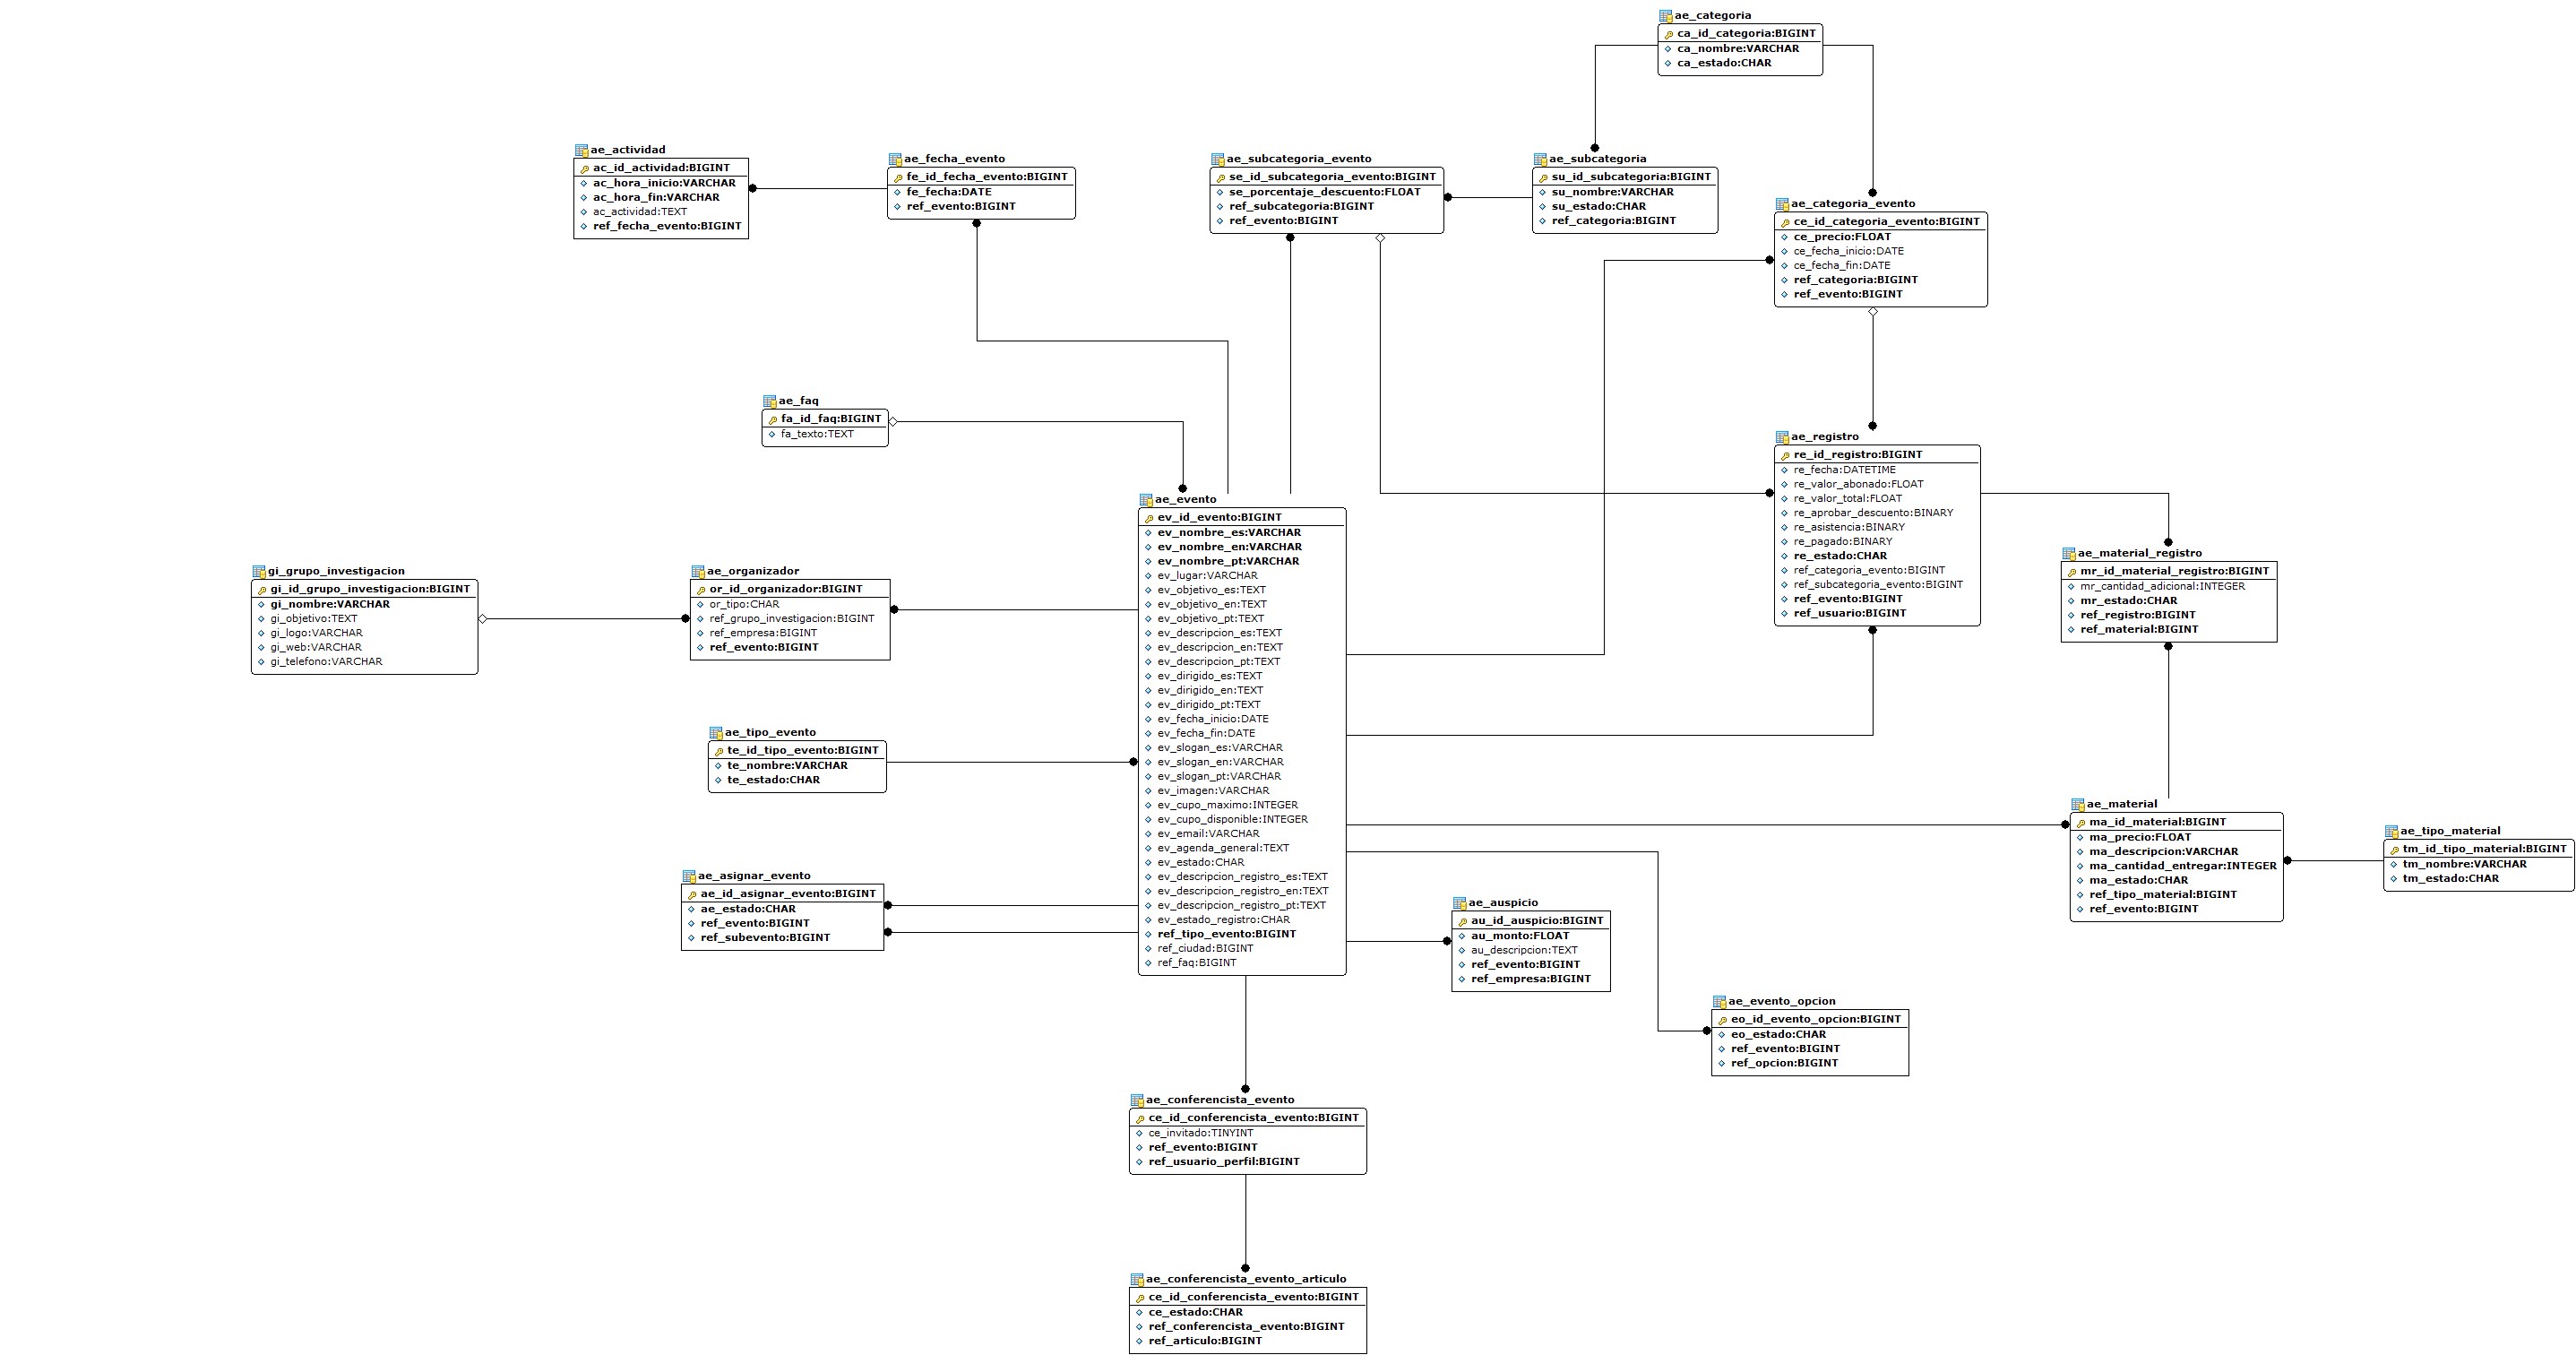 ae_categoria
ca_id_categoria:BIGINT
ca_nombre:VARCHAR
ca_estado:CHAR
ae_actividad
ac_id_actividad:BIGINT
ac_hora_inicio:VARCHAR
ac_hora_fin:VARCHAR
ac_actividad:TEXT
ref_fecha_evento:BIGINT
ae_fecha_evento
fe_id_fecha_evento:BIGINT
fe_fecha:DATE
ref_evento:BIGINT
ae_subcategoria_evento
se_id_subcategoria_evento:BIGINT
se_porcentaje_descuento:FLOAT
ref_subcategoria:BIGINT
ref_evento:BIGINT
ae_subcategoria
su_id_subcategoria:BIGINT
su_nombre:VARCHAR
su_estado:CHAR
ref_categoria:BIGINT
ae_categoria_evento
ce_id_categoria_evento:BIGINT
ce_precio:FLOAT
ce_fecha_inicio:DATE
ce_fecha_fin:DATE
ref_categoria:BIGINT
ref_evento:BIGINT
ae_faq
fa_id_faq:BIGINT
fa_texto:TEXT
ae_registro
re_id_registro:BIGINT
re_fecha:DATETIME
re_valor_abonado:FLOAT
re_valor_total:FLOAT
re_aprobar_descuento:BINARY
re_asistencia:BINARY
re_pagado:BINARY
re_estado:CHAR
ref_categoria_evento:BIGINT
ref_subcategoria_evento:BIGINT
ref_evento:BIGINT
ref_usuario:BIGINT
ae_evento
ev_id_evento:BIGINT
ev_nombre_es:VARCHAR
ev_nombre_en:VARCHAR
ev_nombre_pt:VARCHAR
ev_lugar:VARCHAR
ev_objetivo_es:TEXT
ev_objetivo_en:TEXT
ev_objetivo_pt:TEXT
ev_descripcion_es:TEXT
ev_descripcion_en:TEXT
ev_descripcion_pt:TEXT
ev_dirigido_es:TEXT
ev_dirigido_en:TEXT
ev_dirigido_pt:TEXT
ev_fecha_inicio:DATE
ev_fecha_fin:DATE
ev_slogan_es:VARCHAR
ev_slogan_en:VARCHAR
ev_slogan_pt:VARCHAR
ev_imagen:VARCHAR
ev_cupo_maximo:INTEGER
ev_cupo_disponible:INTEGER
ev_email:VARCHAR
ev_agenda_general:TEXT
ev_estado:CHAR
ev_descripcion_registro_es:TEXT
ev_descripcion_registro_en:TEXT
ev_descripcion_registro_pt:TEXT
ev_estado_registro:CHAR
ref_tipo_evento:BIGINT
ref_ciudad:BIGINT
ref_faq:BIGINT
ae_material_registro
mr_id_material_registro:BIGINT
mr_cantidad_adicional:INTEGER
mr_estado:CHAR
ref_registro:BIGINT
ref_material:BIGINT
gi_grupo_investigacion
gi_id_grupo_investigacion:BIGINT
gi_nombre:VARCHAR
gi_objetivo:TEXT
gi_logo:VARCHAR
gi_web:VARCHAR
gi_telefono:VARCHAR
ae_organizador
or_id_organizador:BIGINT
or_tipo:CHAR
ref_grupo_investigacion:BIGINT
ref_empresa:BIGINT
ref_evento:BIGINT
ae_tipo_evento
te_id_tipo_evento:BIGINT
te_nombre:VARCHAR
te_estado:CHAR
ae_material
ma_id_material:BIGINT
ma_precio:FLOAT
ma_descripcion:VARCHAR
ma_cantidad_entregar:INTEGER
ma_estado:CHAR
ref_tipo_material:BIGINT
ref_evento:BIGINT
ae_tipo_material
tm_id_tipo_material:BIGINT
tm_nombre:VARCHAR
tm_estado:CHAR
ae_asignar_evento
ae_id_asignar_evento:BIGINT
ae_estado:CHAR
ref_evento:BIGINT
ref_subevento:BIGINT
ae_auspicio
au_id_auspicio:BIGINT
au_monto:FLOAT
au_descripcion:TEXT
ref_evento:BIGINT
ref_empresa:BIGINT
ae_evento_opcion
eo_id_evento_opcion:BIGINT
eo_estado:CHAR
ref_evento:BIGINT
ref_opcion:BIGINT
ae_conferencista_evento
ce_id_conferencista_evento:BIGINT
ce_invitado:TINYINT
ref_evento:BIGINT
ref_usuario_perfil:BIGINT
ae_conferencista_evento_articulo
ce_id_conferencista_evento:BIGINT
ce_estado:CHAR
ref_conferencista_evento:BIGINT
ref_articulo:BIGINT